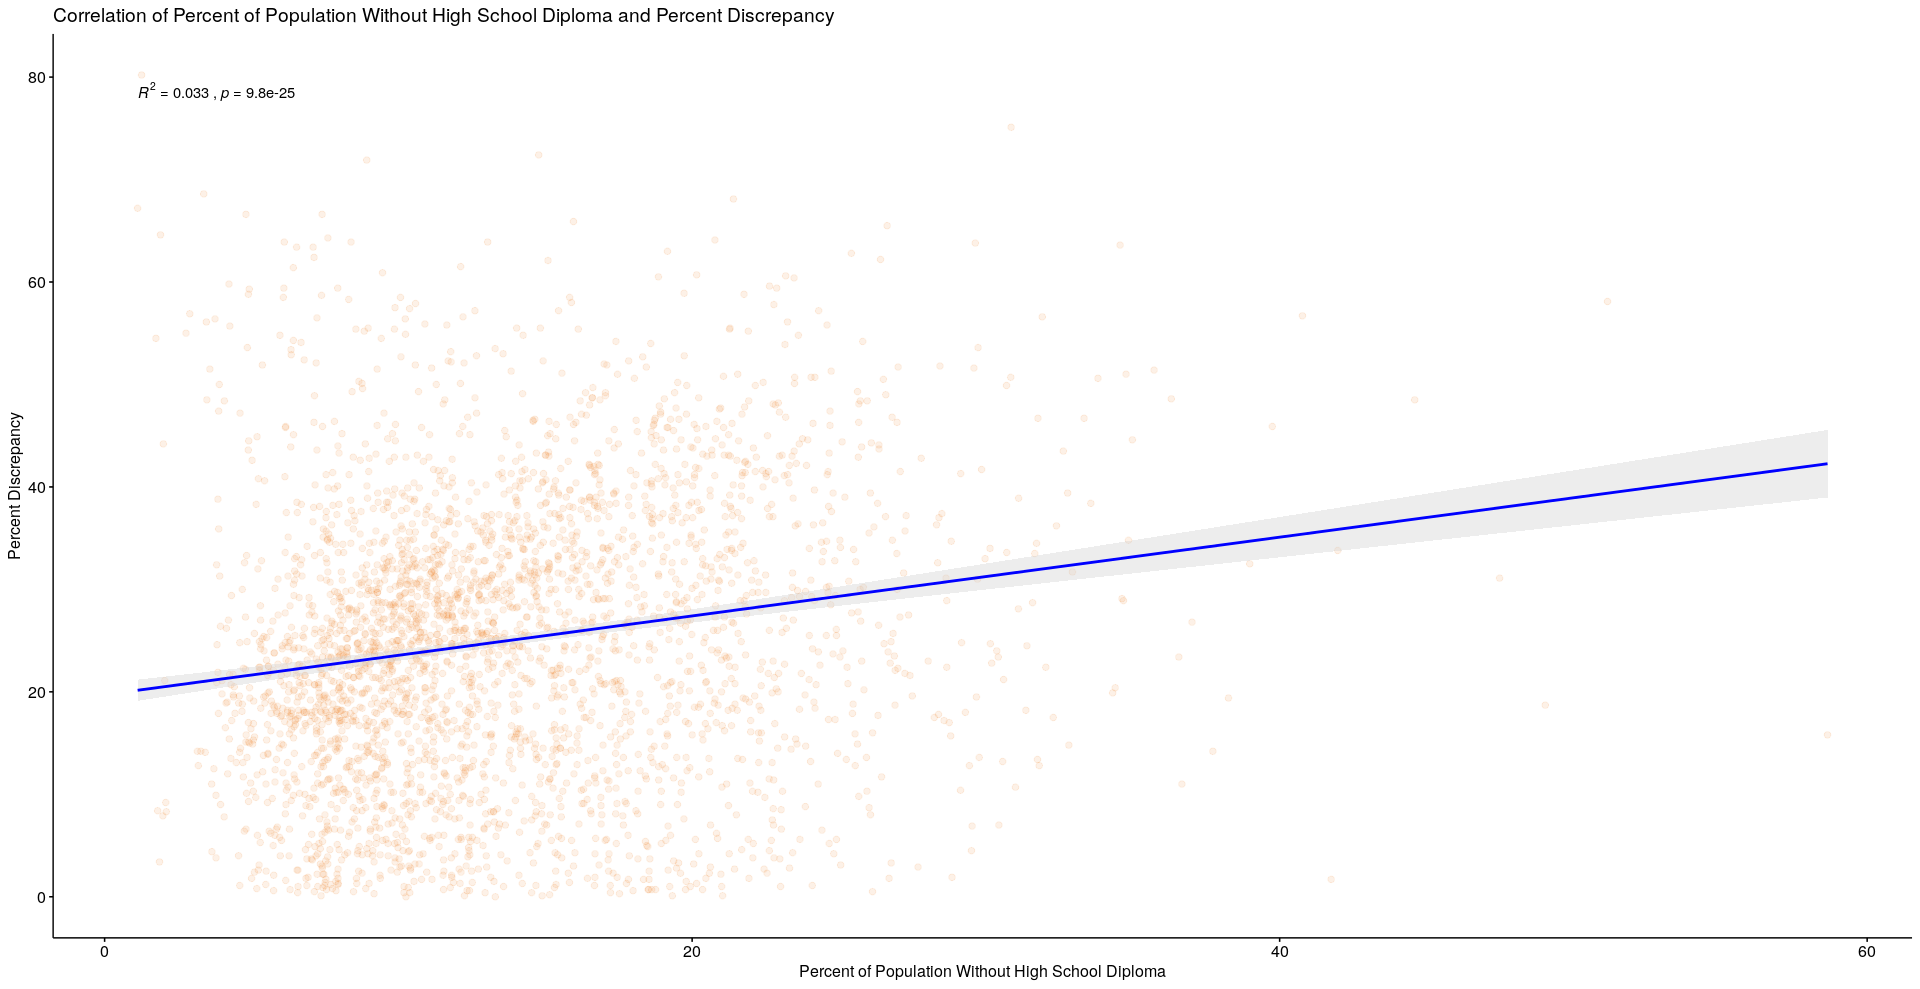 Correlation of Percent of Population Without High School Diploma and Percent Discrepancy
80
R² = 0.033 , p = 9.8e-25
60
Percent Discrepancy
40
20
0
0 20 40 60
Percent of Population Without High School Diploma